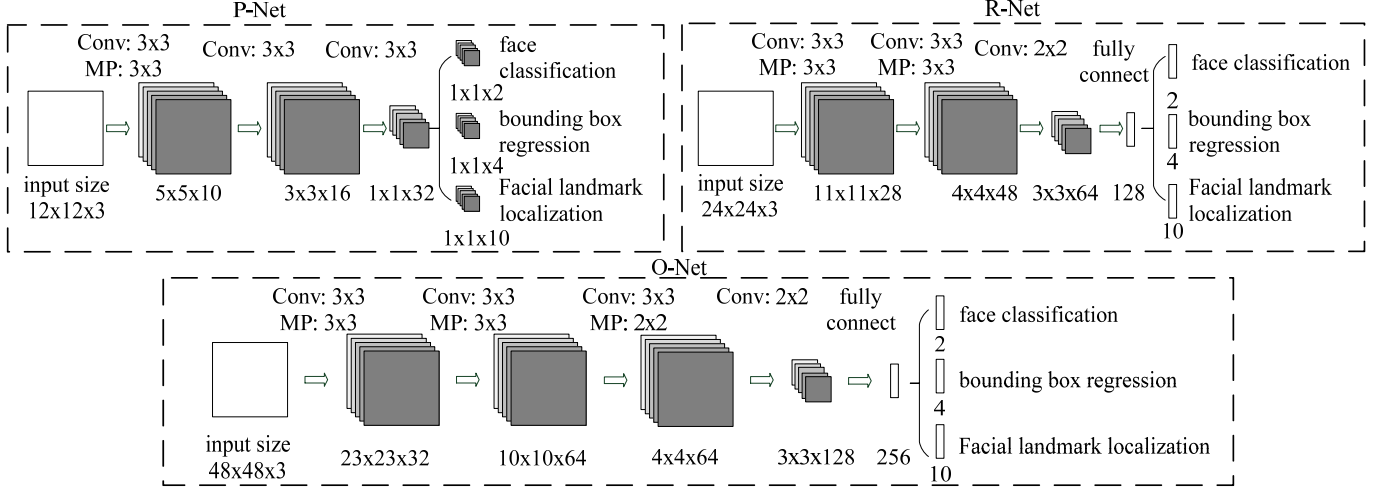 P-Net
Conv: 3x3
MP: 3x3
Conv: 3x3
Conv: 3x3
input size
12x12x3
5x5x10
3x3x16
1x1x32
face
classification
1x1x2
bounding box
regression
1x1x4
Facial landmark
localization
1x1x10
R-Net
Conv: 3x3
MP: 3x3
Conv: 3x3
MP: 3x3
Conv: 2x2
fully
connect
input size
24x24x3
11x11x28
4x4x48
3x3x64
128
face classification
2
bounding box
regression
4
Facial landmark
localization
10
O-Net
Conv: 3x3
MP: 3x3
Conv: 3x3
MP: 3x3
Conv: 3x3
MP: 2x2
Conv: 2x2
fully
connect
input size
48x48x3
23x23x32
10x10x64
4x4x64
3x3x128
256
face classification
2
bounding box regression
4
Facial landmark localization
10